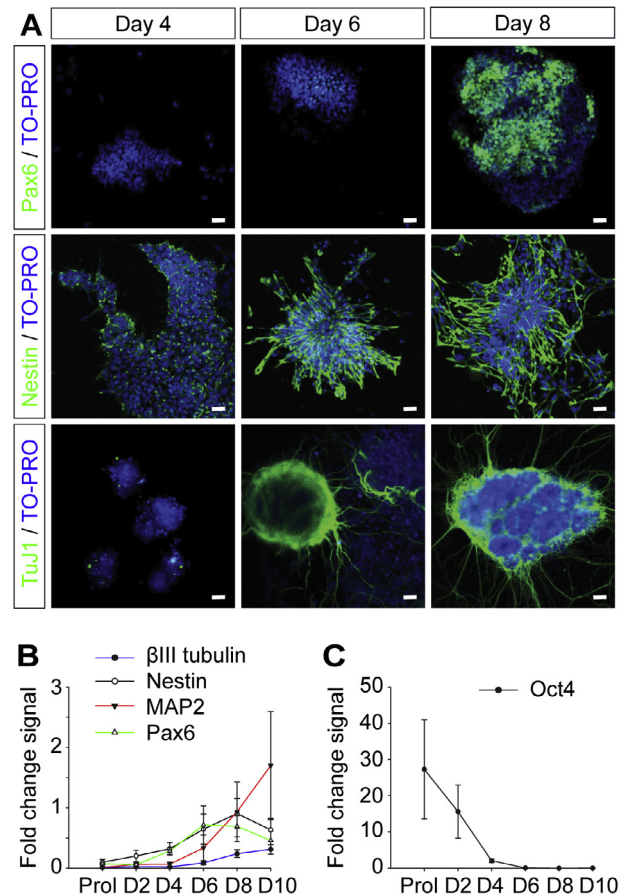 A
Day 4
Day 6
Day 8
Pax6 / TO-PRO
Nestin / TO-PRO
TuJ1 / TO-PRO
B
βIII tubulin
Nestin
MAP2
Pax6
Fold change signal
3
2
1
0
Prol D2 D4 D6 D8 D10
C
Oct4
Fold change signal
50
40
30
20
10
0
Prol D2 D4 D6 D8 D10